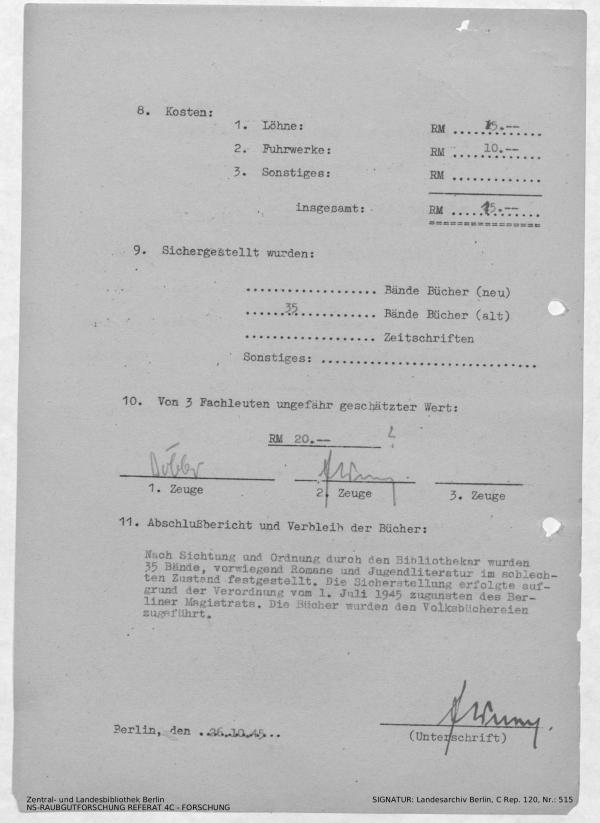 8. Kosten:
1. Löhne: RM ..15.--....
2. Fuhrwerke: RM ..10.--....
3. Sonstiges: RM .............
insgesamt: RM ..15.--....
=================
9. Sichergestellt wurden:
................... Bände Bücher (neu)
......35........... Bände Bücher (alt)
................... Zeitschriften
Sonstiges: ...............................
10. Von 3 Fachleuten ungefähr geschätzter Wert:
RM 20.--
1. Zeuge 2. Zeuge 3. Zeuge
11. Abschlußbericht und Verbleib der Bücher:
Nach Sichtung und Ordnung durch den Bibliothekar wurden
35 Bände, vorwiegend Romane und Jugendliteratur im schlech-
ten Zustand festgestellt. Die Sicherstellung erfolgte auf-
grund der Verordnung vom 1. Juli 1945 zugunsten des Ber-
liner Magistrats. Die Bücher wurden den Volksbüchereien
zugeführt.
Berlin, den ..26.10.45...
(Unterschrift)
Zentral- und Landesbibliothek Berlin
NS-RAUBGUTFORSCHUNG REFERAT 4C - FORSCHUNG
SIGNATUR: Landesarchiv Berlin, C Rep. 120, Nr.: 515